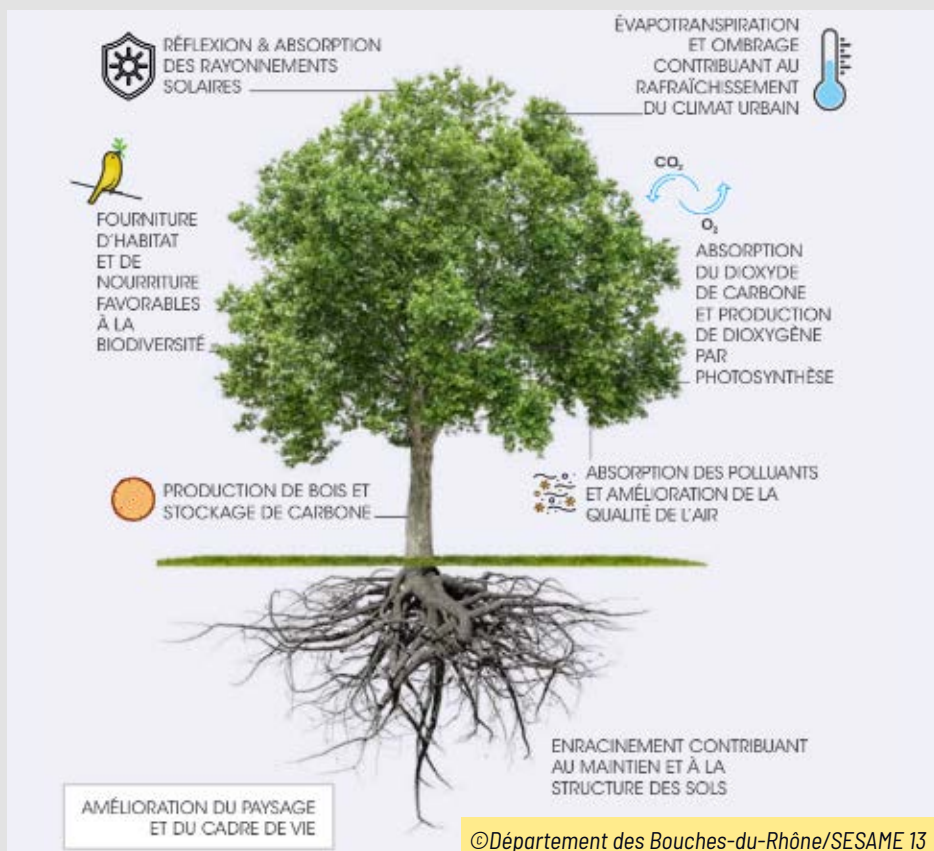 RÉFLEXION & ABSORPTION
DES RAYONNEMENTS
SOLAIRES
ÉVAPOTRANSPIRATION
ET OMBRAGE
CONTRIBUANT AU
RAFRAÎCHISSEMENT
DU CLIMAT URBAIN
FOURNITURE
D'HABITAT
ET DE
NOURRITURE
FAVORABLES
À LA
BIODIVERSITÉ
CO₂
O₂
ABSORPTION
DU DIOXYDE
DE CARBONE
ET PRODUCTION
DE DIOXYGÈNE
PAR
PHOTOSYNTHÈSE
PRODUCTION DE BOIS ET
STOCKAGE DE CARBONE
ABSORPTION DES POLLUANTS
ET AMÉLIORATION DE LA
QUALITÉ DE L'AIR
ENRACINEMENT CONTRIBUANT
AU MAINTIEN ET À LA
STRUCTURE DES SOLS
AMÉLIORATION DU PAYSAGE
ET DU CADRE DE VIE
©Département des Bouches-du-Rhône/SESAME 13